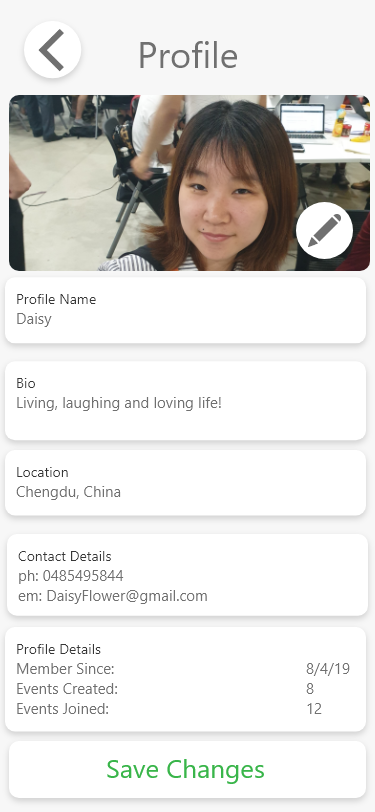 Profile
Profile Name
Daisy
Bio
Living, laughing and loving life!
Location
Chengdu, China
Contact Details
ph: 0485495844
em: DaisyFlower@gmail.com
Profile Details
Member Since: 8/4/19
Events Created: 8
Events Joined: 12
Save Changes